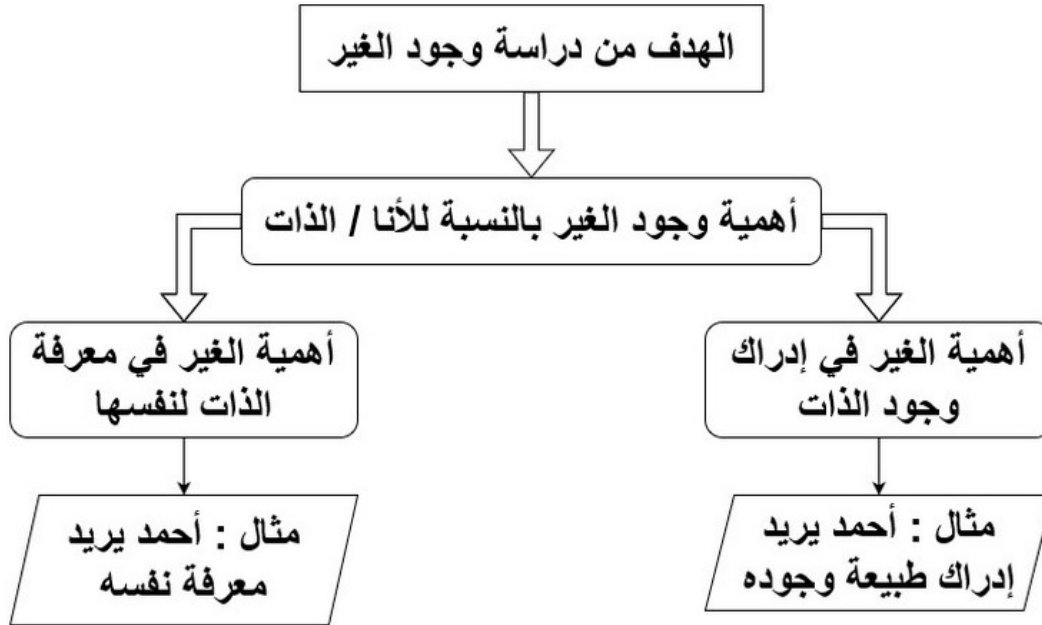 الهدف من دراسة وجود الغير
أهمية وجود الغير بالنسبة للأنا / الذات
أهمية الغير في إدراك
وجود الذات
أهمية الغير في معرفة
الذات لنفسها
مثال : أحمد يريد
إدراك طبيعة وجوده
مثال : أحمد يريد
معرفة نفسه